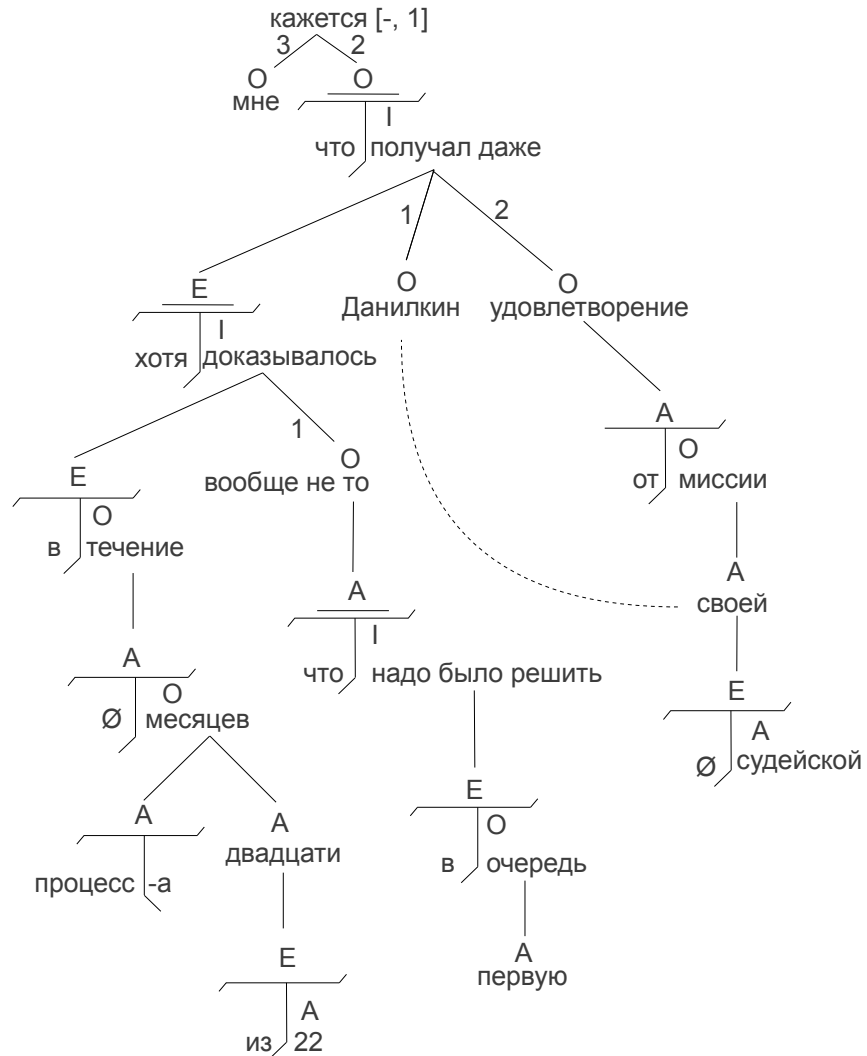 кажется [-, 1]
3 2
О О
мне
I
что получал даже
1 2
Е О О
Данилкин удовлетворение
I
хотя доказывалось
А
1 О
Е О от миссии
вообще не то
О
в течение А
А своей
I
А что надо было решить
О Е
Ø месяцев А
Ø судейской
Е
А А О
двадцати в очередь
процесс -а
А
Е первую
А
из 22